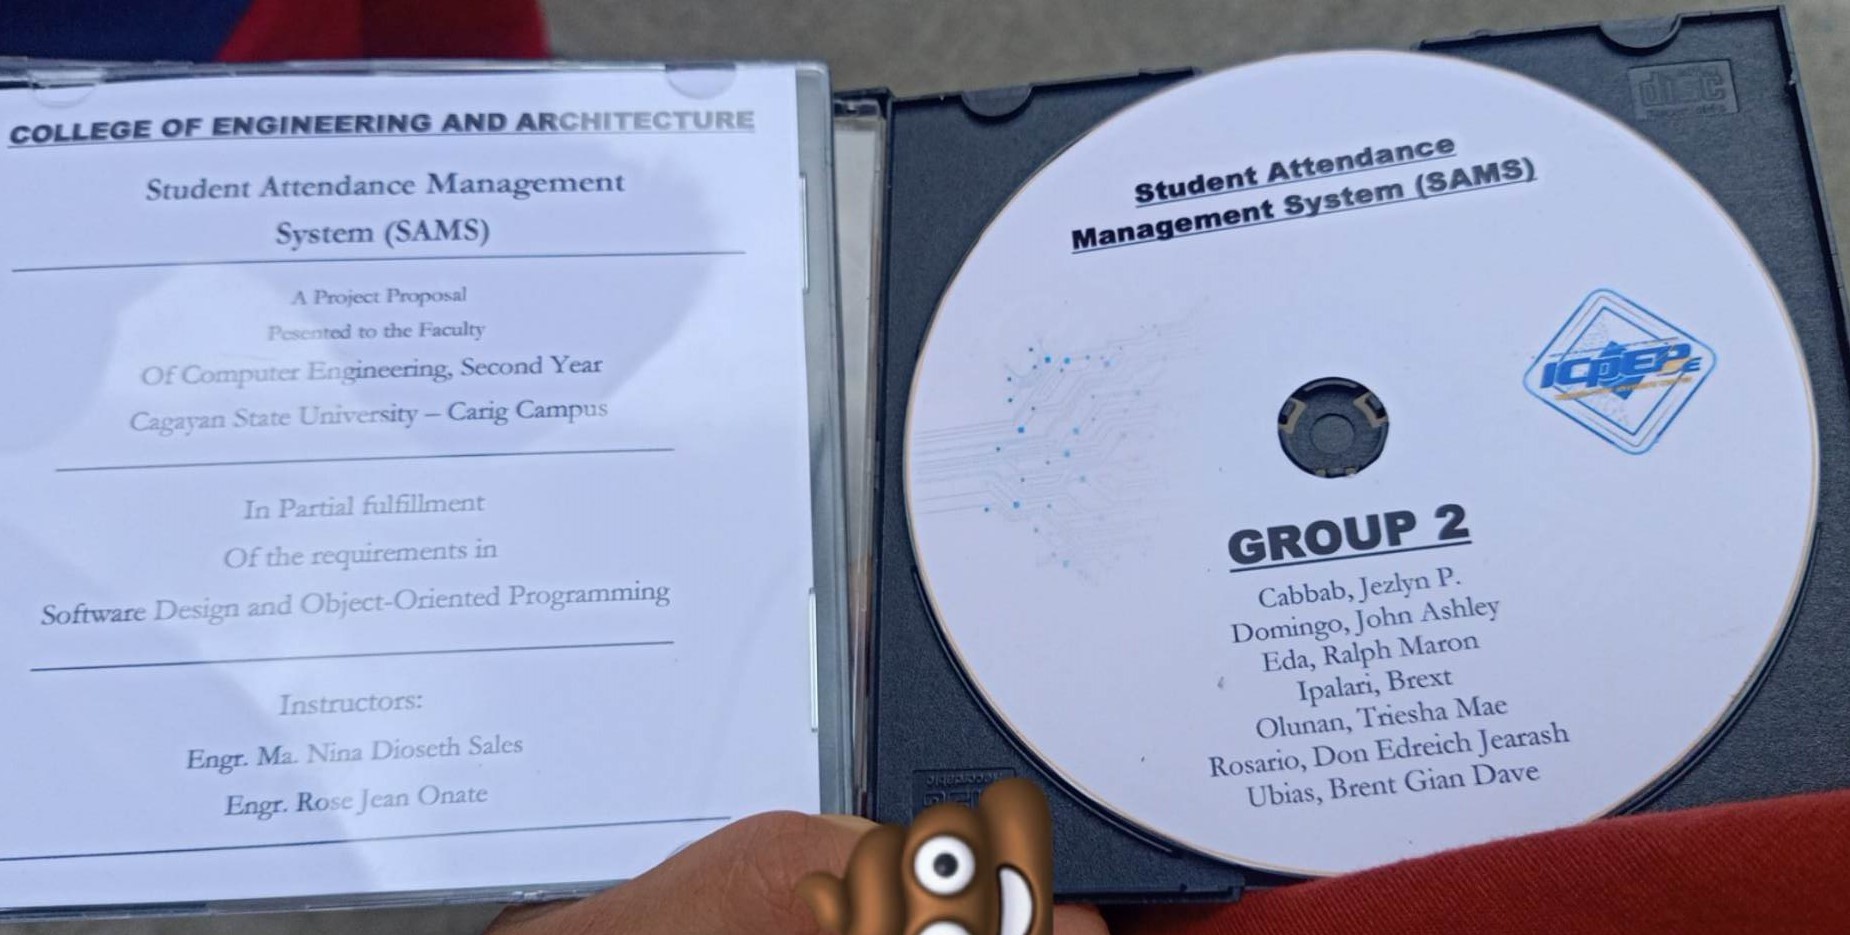 COLLEGE OF ENGINEERING AND ARCHITECTURE
Student Attendance Management
System (SAMS)
A Project Proposal
Pesented to the Faculty
Of Computer Engineering, Second Year
Cagayan State University – Carig Campus
In Partial fulfillment
Of the requirements in
Software Design and Object-Oriented Programming
Instructors:
Engr. Ma. Nina Dioseth Sales
Engr. Rose Jean Onate
disc
Student Attendance
Management System (SAMS)
ICpEP
GROUP 2
Cabbab, Jezlyn P.
Domingo, John Ashley
Eda, Ralph Maron
Ipalari, Brext
Olunan, Triesha Mae
Rosario, Don Edreich Jearash
Ubias, Brent Gian Dave